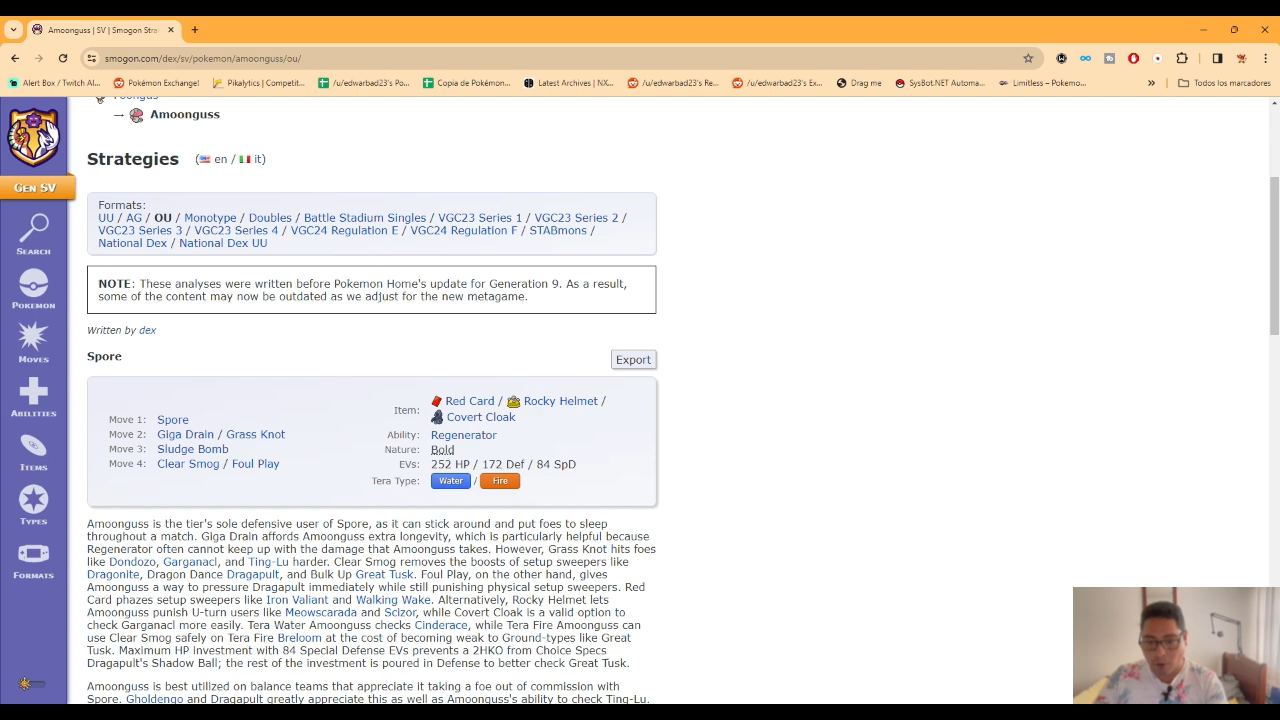 Amoonguss | SV | Smogon Stra
smogon.com/dex/sv/pokemon/amoonguss/ou/
Alert Box / Twitch Al... Pokémon Exchange! Pikalytics | Competit... /u/edwarbad23's Po... Copia de Pokémon... Latest Archives | NX... /u/edwarbad23's Re... /u/edwarbad23's Ex... Drag me SysBot.NET Automa... Limitless – Pokemo... » Todos los marcadores
Foongus
→ Amoonguss
Strategies (en / it)
GEN SV
SEARCH
POKEMON
MOVES
ABILITIES
ITEMS
TYPES
FORMATS
Formats:
UU / AG / OU / Monotype / Doubles / Battle Stadium Singles / VGC23 Series 1 / VGC23 Series 2 /
VGC23 Series 3 / VGC23 Series 4 / VGC24 Regulation E / VGC24 Regulation F / STABmons /
National Dex / National Dex UU
NOTE: These analyses were written before Pokemon Home's update for Generation 9. As a result,
some of the content may now be outdated as we adjust for the new metagame.
Written by dex
Spore Export
Move 1: Spore
Move 2: Giga Drain / Grass Knot
Move 3: Sludge Bomb
Move 4: Clear Smog / Foul Play
Item: Red Card / Rocky Helmet /
Covert Cloak
Ability: Regenerator
Nature: Bold
EVs: 252 HP / 172 Def / 84 SpD
Tera Type: Water / Fire
Amoonguss is the tier's sole defensive user of Spore, as it can stick around and put foes to sleep
throughout a match. Giga Drain affords Amoonguss extra longevity, which is particularly helpful because
Regenerator often cannot keep up with the damage that Amoonguss takes. However, Grass Knot hits foes
like Dondozo, Garganacl, and Ting-Lu harder. Clear Smog removes the boosts of setup sweepers like
Dragonite, Dragon Dance Dragapult, and Bulk Up Great Tusk. Foul Play, on the other hand, gives
Amoonguss a way to pressure Dragapult immediately while still punishing physical setup sweepers. Red
Card phazes setup sweepers like Iron Valiant and Walking Wake. Alternatively, Rocky Helmet lets
Amoonguss punish U-turn users like Meowscarada and Scizor, while Covert Cloak is a valid option to
check Garganacl more easily. Tera Water Amoonguss checks Cinderace, while Tera Fire Amoonguss can
use Clear Smog safely on Tera Fire Breloom at the cost of becoming weak to Ground-types like Great
Tusk. Maximum HP investment with 84 Special Defense EVs prevents a 2HKO from Choice Specs
Dragapult's Shadow Ball; the rest of the investment is poured in Defense to better check Great Tusk.
Amoonguss is best utilized on balance teams that appreciate it taking a foe out of commission with
Spore. Gholdengo and Dragapult greatly appreciate this as well as Amoonguss's ability to check Ting-Lu.